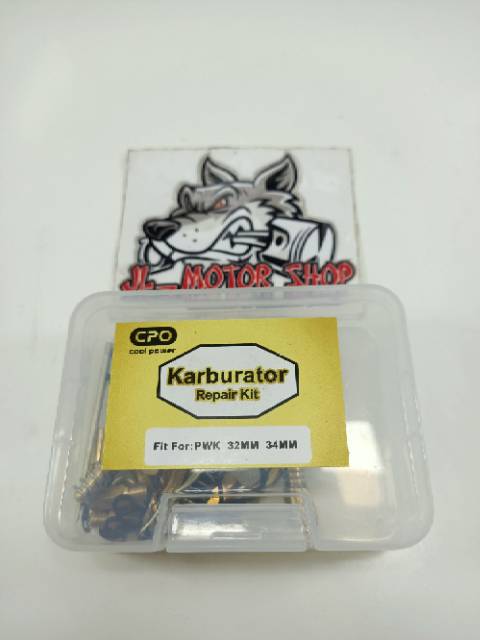 JL-MOTOR SHOP
CPO
cool power
Karburator
Repair Kit
Fit For:PWK 32MM 34MM